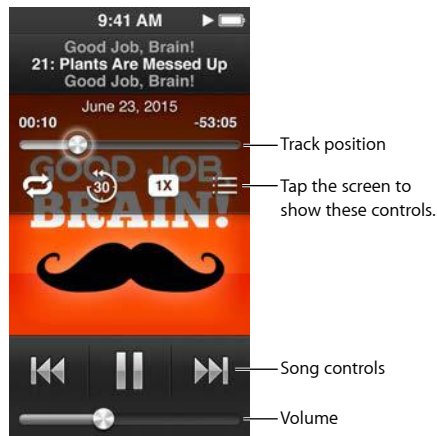 9:41 AM
Good Job, Brain!
21: Plants Are Messed Up
Good Job, Brain!
June 23, 2015
00:10
-53:05
Track position
GOOD JOB
30
1X
Tap the screen to
show these controls.
BRAIN!
Song controls
Volume